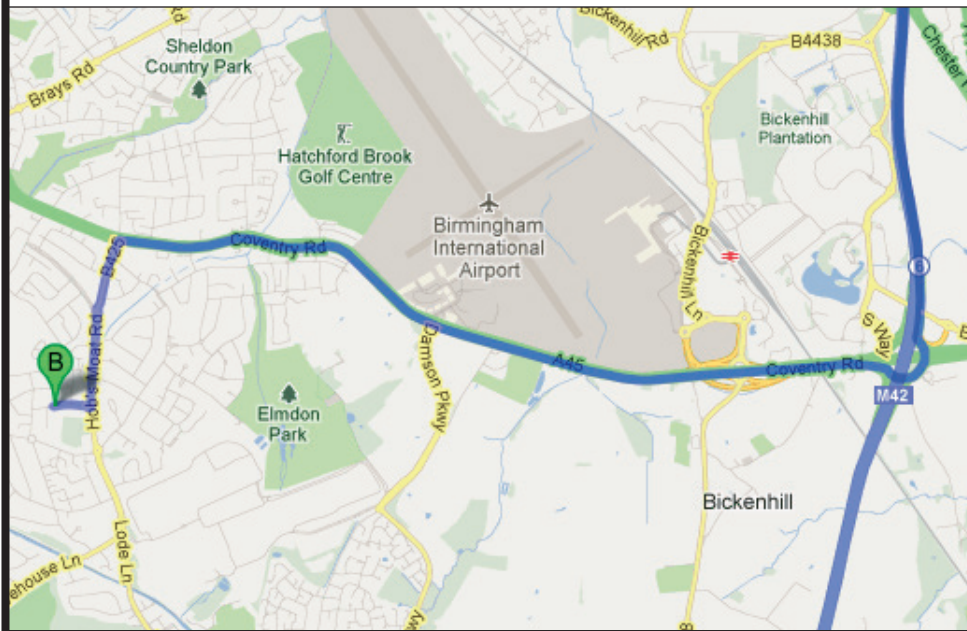 Sheldon
Country Park
Brays Rd
Rd
Hatchford Brook
Golf Centre
Birmingham
International
Airport
Bickenhill Rd
B4438
Chester
Bickenhill
Plantation
Coventry Rd
B425
Hob's Moat Rd
B
Elmdon
Park
Damson Pkwy
A45
Bickenhill Ln
6
S Way
Coventry Rd
M42
Bickenhill
Lode Ln
ehouse Ln